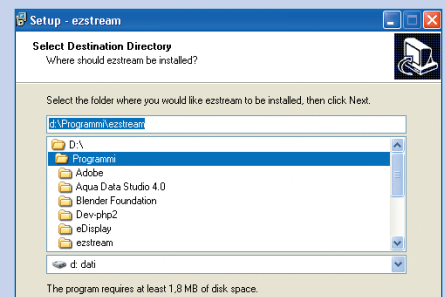 Setup - ezstream
Select Destination Directory
Where should ezstream be installed?
Select the folder where you would like ezstream to be installed, then click Next.
d:\Programmi\ezstream
D:\
Programmi
Adobe
Aqua Data Studio 4.0
Blender Foundation
Dev-php2
eDisplay
ezstream
d: dati
The program requires at least 1,8 MB of disk space.